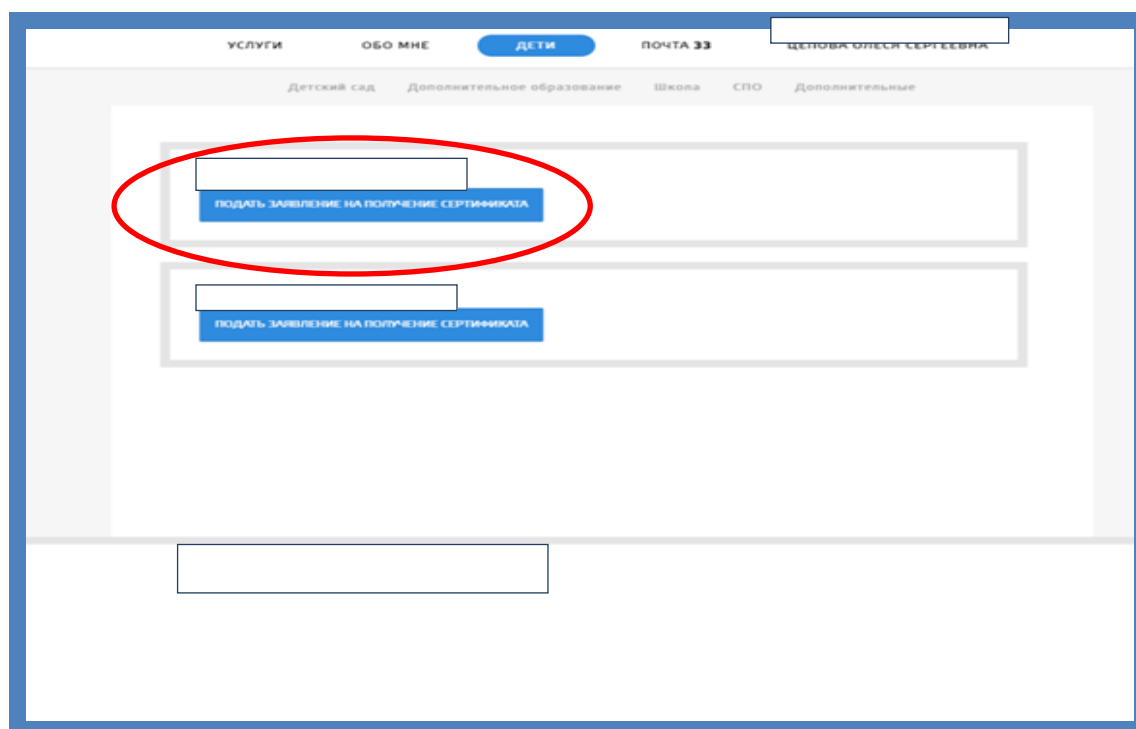 УСЛУГИ ОБО МНЕ ДЕТИ ПОЧТА 33
Детский сад Дополнительное образование Школа СПО Дополнительные
ПОДАТЬ ЗАЯВЛЕНИЕ НА ПОЛУЧЕНИЕ СЕРТИФИКАТА
ПОДАТЬ ЗАЯВЛЕНИЕ НА ПОЛУЧЕНИЕ СЕРТИФИКАТА